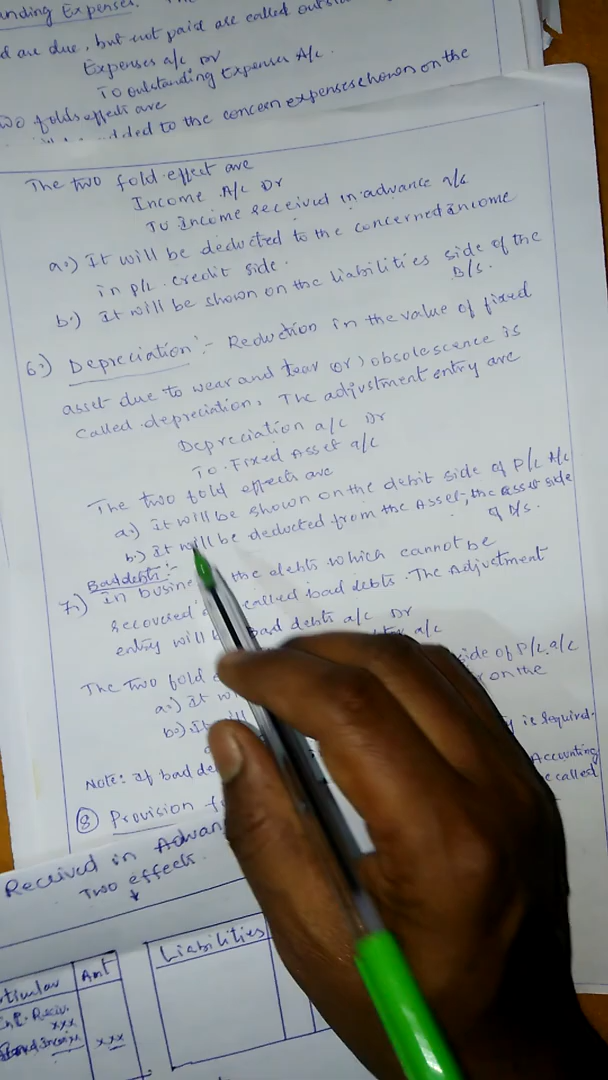 anding Expenses.
d are due, but not paid are called outs
Expenses a/c Dr
To outstanding Expenses A/c.
wo folds effects are
dded to the concern expenses shown on the
The two fold effect are
Income A/c Dr
To Income received in advance a/c
a.) It will be deducted to the concerned income
in p/L credit side.
b.) it will be shown on the liabilities side of the
B/s.
6.) Depreciation :- Reduction in the value of fixed
asset due to wear and tear (or) obsolescence is
called depreciation. The adjustment entry are
Depreciation a/c Dr
To Fixed Asset a/c
The two fold effects are
a.) it will be shown on the debit side of P/L A/c
b.) it will be deducted from the Asset, the asset side
of B/s.
Bad debts :-
7.) In busine the debts which cannot be
recovered called bad debts. The Adjustment
entry will bad debts a/c Dr
a/c
The two fold side of P/L a/c
a.) it w r on the
b.) it
is required.
Note: if bad de Accounting
e called
8 Provision f
Received in Advan
Two effects.
ticular Amt Liabilities
xxx
xxx